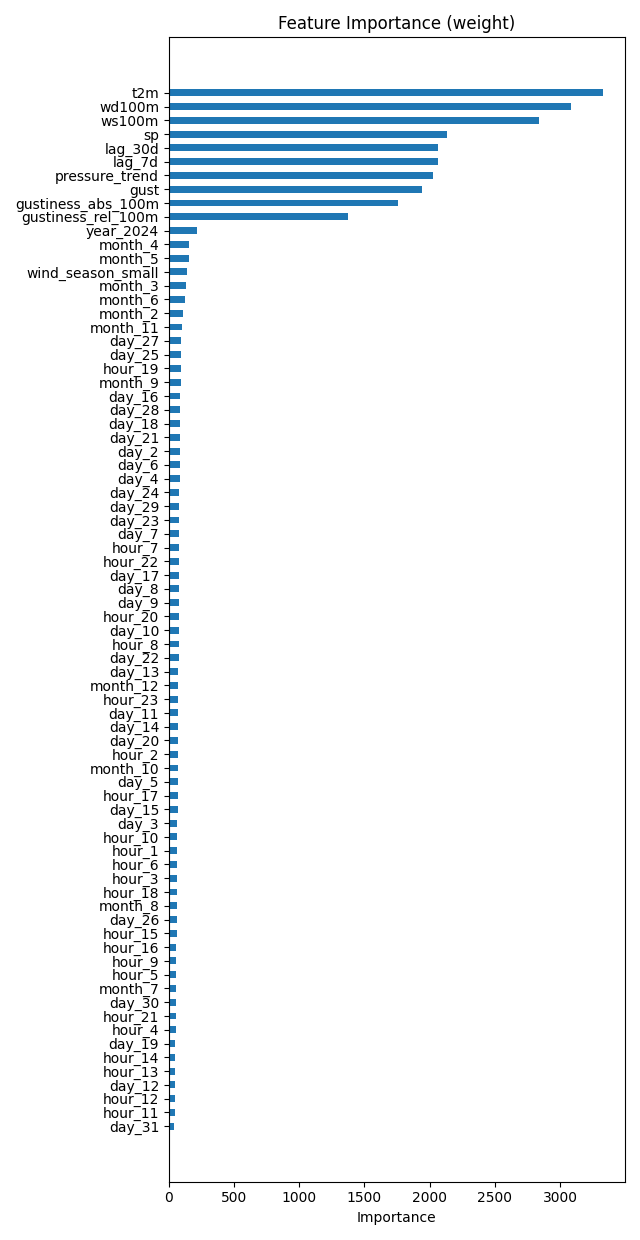 Feature Importance (weight)
t2m
wd100m
ws100m
sp
lag_30d
lag_7d
pressure_trend
gust
gustiness_abs_100m
gustiness_rel_100m
year_2024
month_4
month_5
wind_season_small
month_3
month_6
month_2
month_11
day_27
day_25
hour_19
month_9
day_16
day_28
day_18
day_21
day_2
day_6
day_4
day_24
day_29
day_23
day_7
hour_7
hour_22
day_17
day_8
day_9
hour_20
day_10
hour_8
day_22
day_13
month_12
hour_23
day_11
day_14
day_20
hour_2
month_10
day_5
hour_17
day_15
day_3
hour_10
hour_1
hour_6
hour_3
hour_18
month_8
day_26
hour_15
hour_16
hour_9
hour_5
month_7
day_30
hour_21
hour_4
day_19
hour_14
hour_13
day_12
hour_12
hour_11
day_31
0 500 1000 1500 2000 2500 3000
Importance